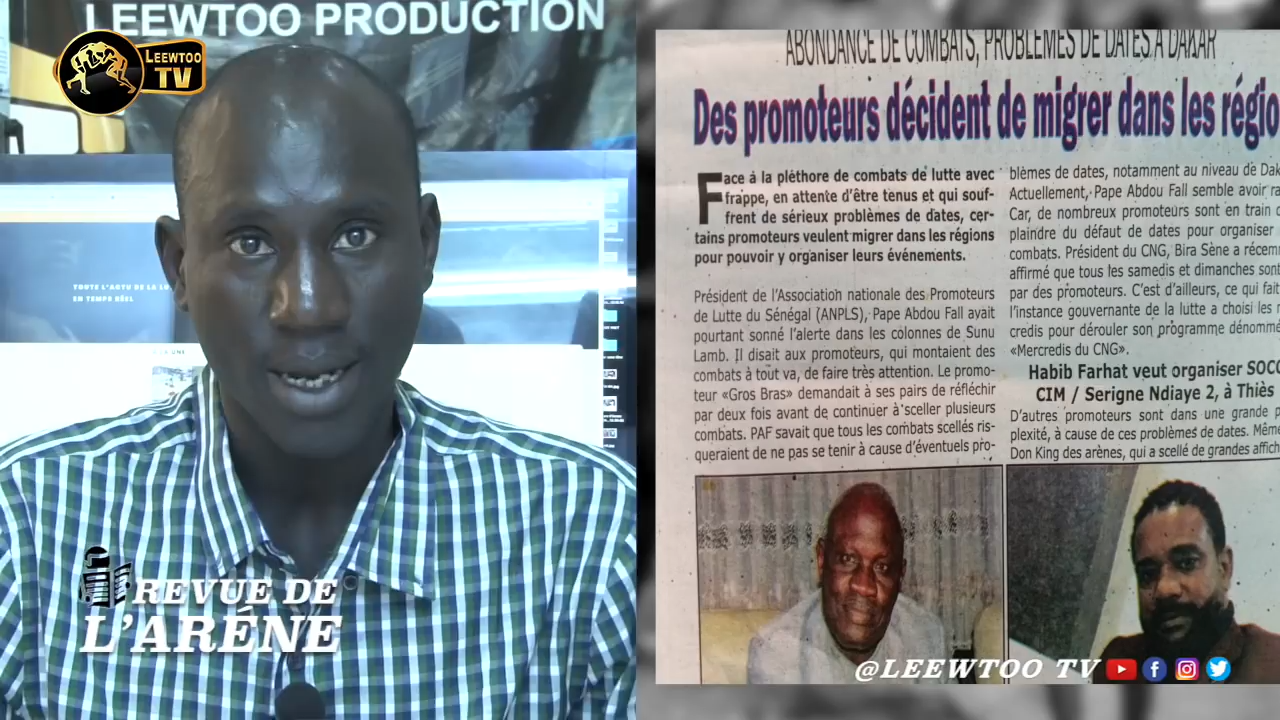 LEEWTOO PRODUCTION
LEEWTOO
TV
TOUTE L'ACTU DE LA
EN TEMPS RÉEL
REVUE DE
L'ARÉNE
ABONDANCE DE COMBATS, PROBLÈMES DE DATES À DAKAR
Des promoteurs décident de migrer dans les régio
Face à la pléthore de combats de lutte avec
frappe, en attente d'être tenus et qui souf-
frent de sérieux problèmes de dates, cer-
tains promoteurs veulent migrer dans les régions
pour pouvoir y organiser leurs événements.
Président de l'Association nationale des Promoteurs
de Lutte du Sénégal (ANPLS), Pape Abdou Fall avait
pourtant sonné l'alerte dans les colonnes de Sunu
Lamb. Il disait aux promoteurs, qui montaient des
combats à tout va, de faire très attention. Le promo-
teur «Gros Bras» demandait à ses pairs de réfléchir
par deux fois avant de continuer à sceller plusieurs
combats. PAF savait que tous les combats scellés ris-
queraient de ne pas se tenir à cause d'éventuels pro-
blèmes de dates, notamment au niveau de Dak
Actuellement, Pape Abdou Fall semble avoir ra
Car, de nombreux promoteurs sont en train d
plaindre du défaut de dates pour organiser
combats. Président du CNG, Bira Sène a récem
affirmé que tous les samedis et dimanches sont
par des promoteurs. C'est d'ailleurs, ce qui fait
l'instance gouvernante de la lutte a choisi les m
credis pour dérouler son programme dénomm
«Mercredis du CNG».
Habib Farhat veut organiser SOCC
CIM / Serigne Ndiaye 2, à Thiès
D'autres promoteurs sont dans une grande p
plexité, à cause de ces problèmes de dates. Mêm
Don King des arènes, qui a scellé de grandes affich
@LEEWTOO TV